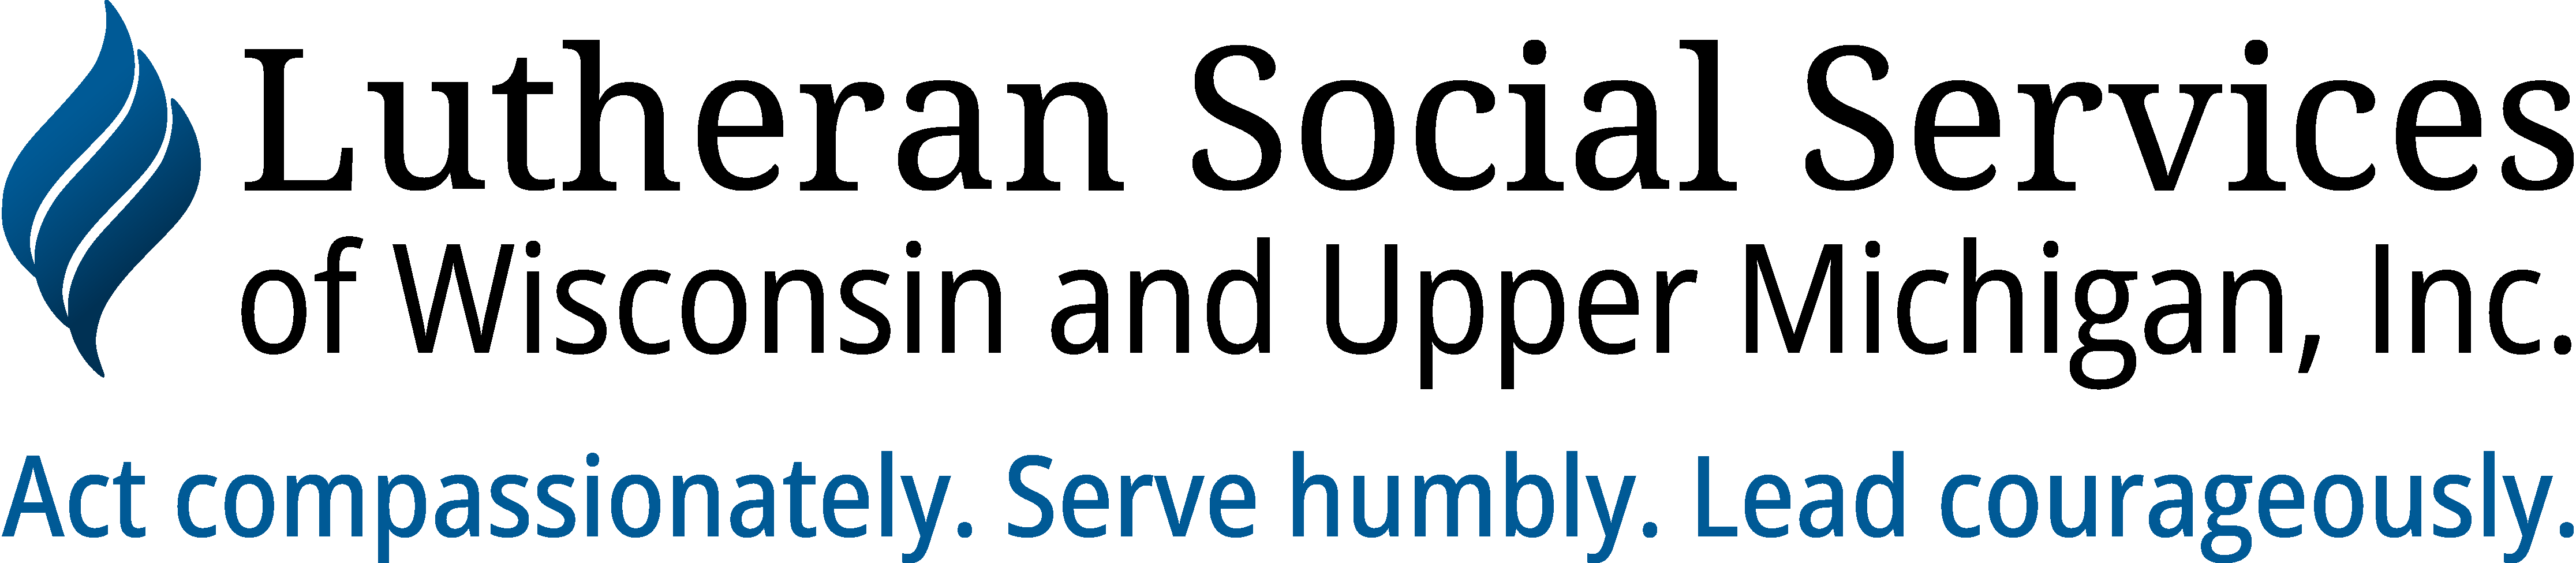 Lutheran Social Services
of Wisconsin and Upper Michigan, Inc.
Act compassionately. Serve humbly. Lead courageously.